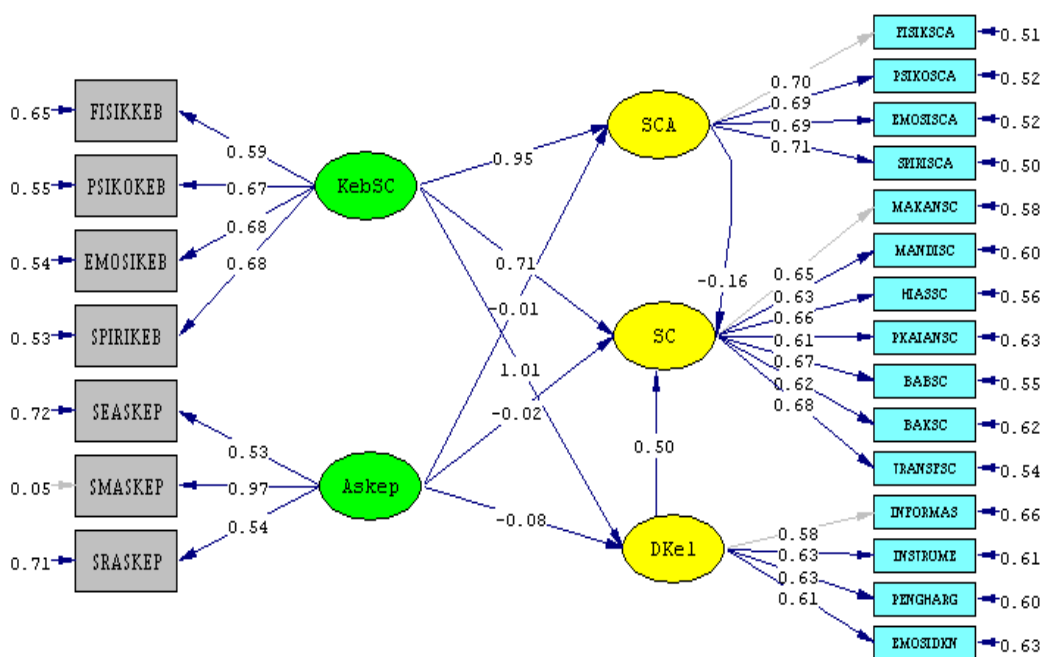 0.65 FISIKKEB
0.55 PSIKOKEB
0.54 EMOSIKEB
0.53 SPIRIKEB
0.72 SEASKEP
0.05 SMASKEP
0.71 SRASKEP
0.59
0.67
0.68
0.68
0.53
0.97
0.54
KebSC
Askep
0.95
0.71
-0.01
1.01
-0.02
-0.08
SCA
SC
DKel
-0.16
0.50
0.70
0.69
0.69
0.71
0.65
0.63
0.66
0.61
0.67
0.62
0.68
0.58
0.63
0.63
0.61
FISIKSCA 0.51
PSIKOSCA 0.52
EMOSISCA 0.52
SPIRISCA 0.50
MAKANSC 0.58
MANDISC 0.60
HIASSC 0.56
PKAIANSC 0.63
BABSC 0.55
BAKSC 0.62
TRANSFSC 0.54
INFORMAS 0.66
INSTRUME 0.61
PENGHARG 0.60
EMOSIDKN 0.63